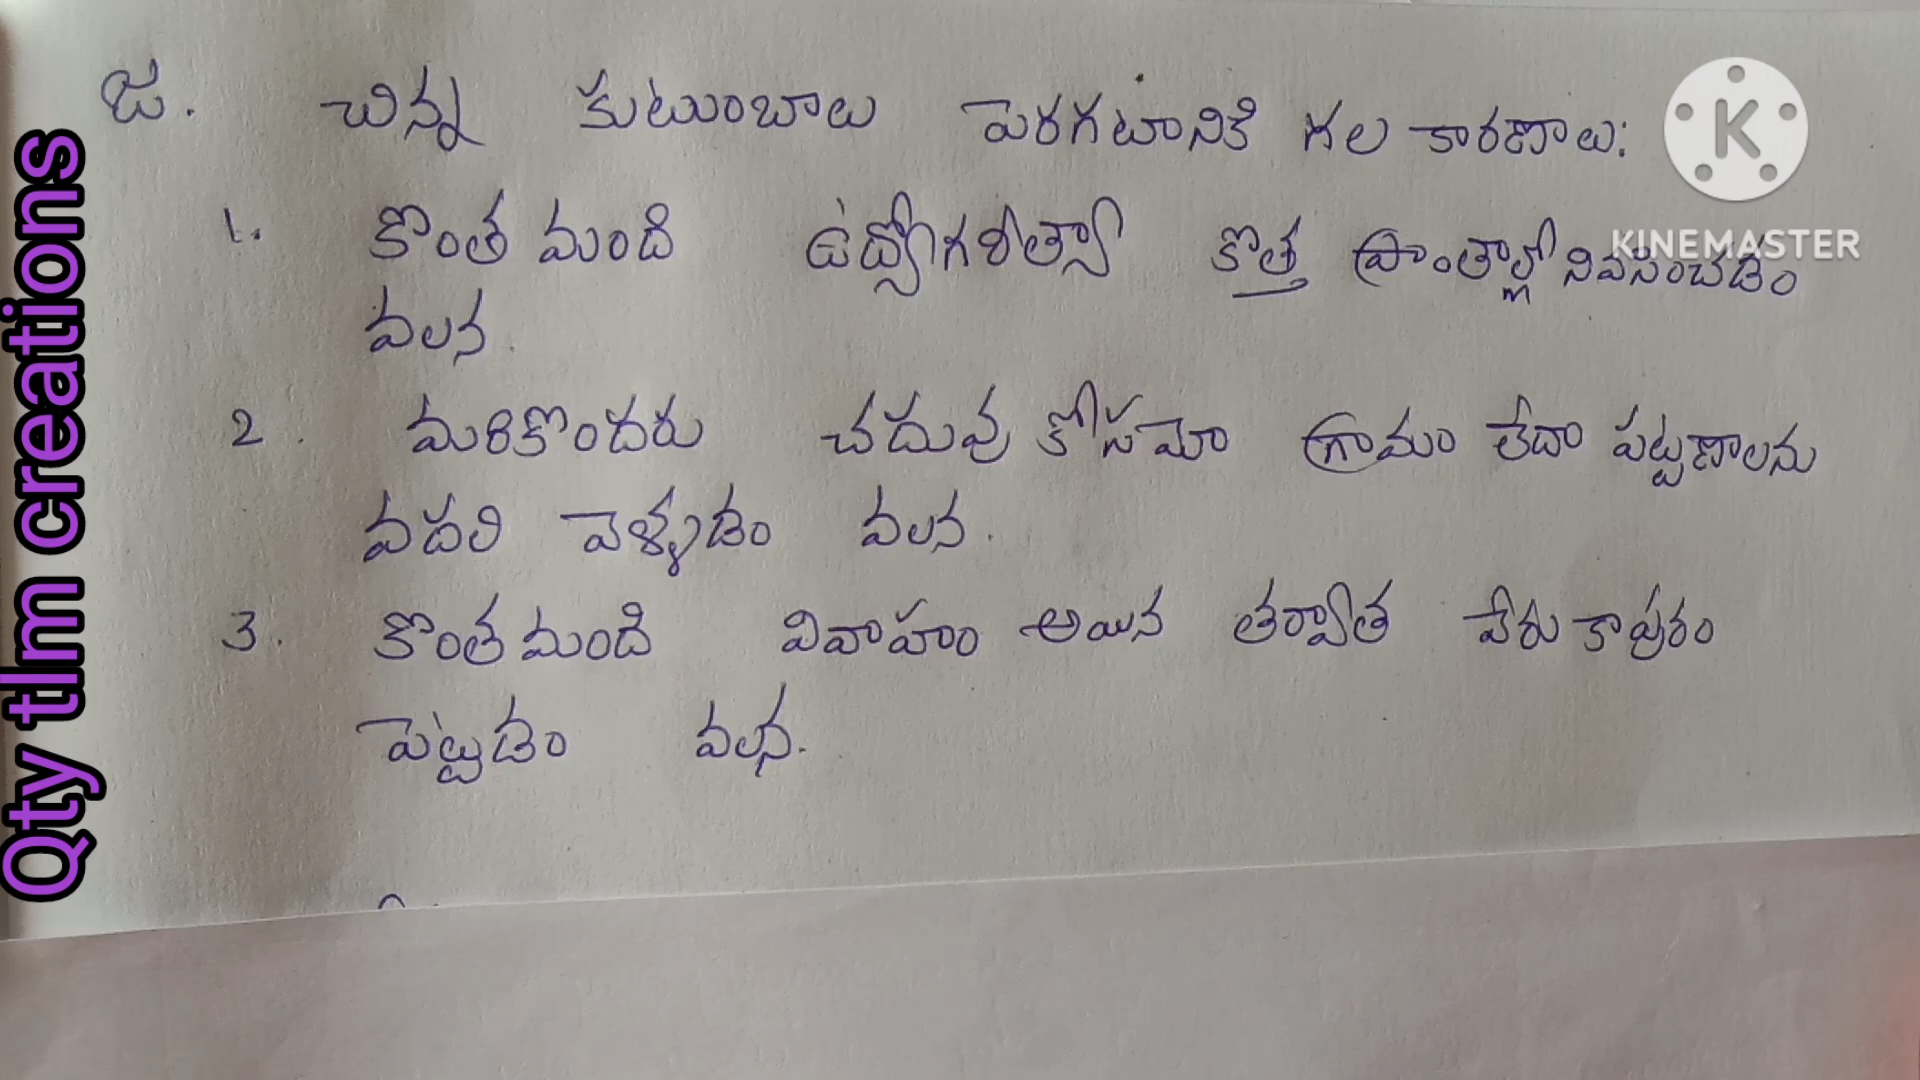 జ. చిన్న కుటుంబాలు పెరగటానికి గల కారణాలు:
1. కొంత మంది ఉద్యోగరీత్యా కొత్త ప్రాంతాల్లో నివసించడం
వలన.
2. మరికొందరు చదువు కోసమో గ్రామం లేదా పట్టణాలను
వదలి వెళ్ళడం వలన.
3. కొంత మంది వివాహం అయిన తర్వాత వేరు కాపురం
పెట్టడం వలన.
Qty tlm creations
K
KINEMASTER